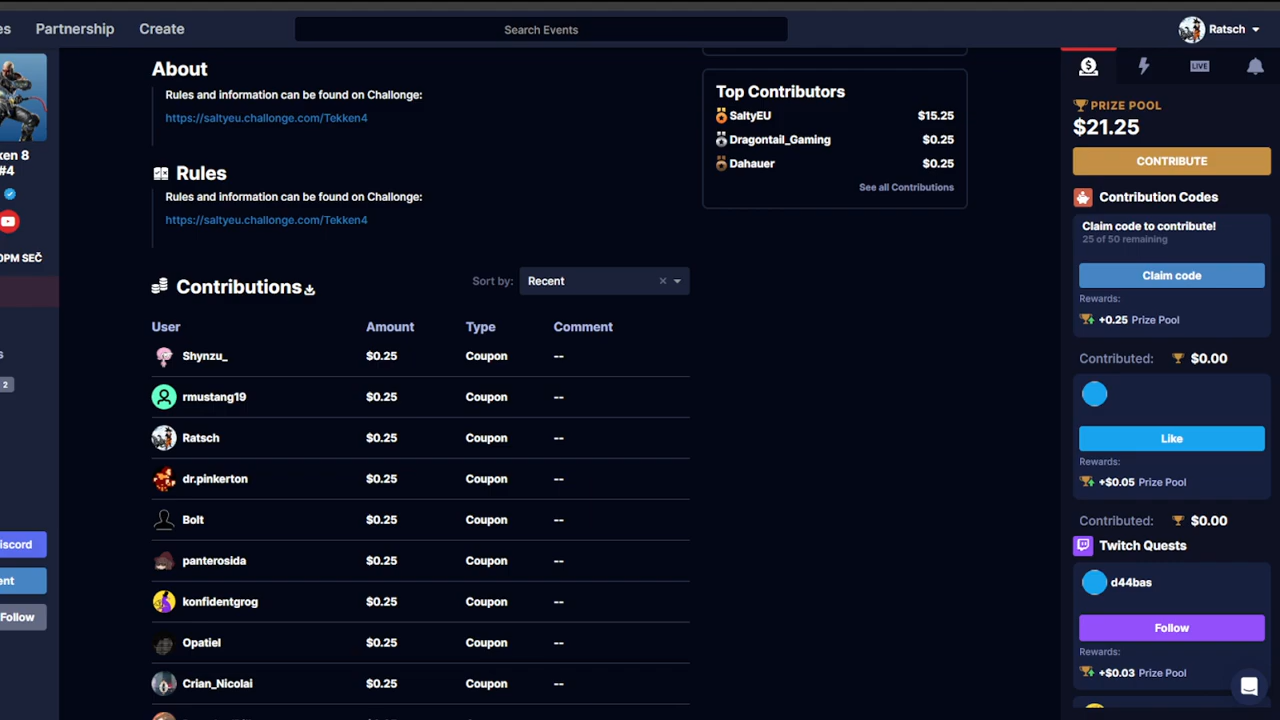 es
Partnership
Create
Search Events
Ratsch
ken 8
#4
0PM SEČ
s
2
iscord
ent
Follow
About
Rules and information can be found on Challonge:
https://saltyeu.challonge.com/Tekken4
Rules
Rules and information can be found on Challonge:
https://saltyeu.challonge.com/Tekken4
Contributions
Sort by:
Recent
User Amount Type Comment
Shynzu_ $0.25 Coupon --
rmustang19 $0.25 Coupon --
Ratsch $0.25 Coupon --
dr.pinkerton $0.25 Coupon --
Bolt $0.25 Coupon --
panterosida $0.25 Coupon --
konfidentgrog $0.25 Coupon --
Opatiel $0.25 Coupon --
Crian_Nicolai $0.25 Coupon --
Top Contributors
SaltyEU $15.25
Dragontail_Gaming $0.25
Dahauer $0.25
See all Contributions
LIVE
PRIZE POOL
$21.25
CONTRIBUTE
Contribution Codes
Claim code to contribute!
25 of 50 remaining
Claim code
Rewards:
+0.25 Prize Pool
Contributed: $0.00
Like
Rewards:
+$0.05 Prize Pool
Contributed: $0.00
Twitch Quests
d44bas
Follow
Rewards:
+$0.03 Prize Pool